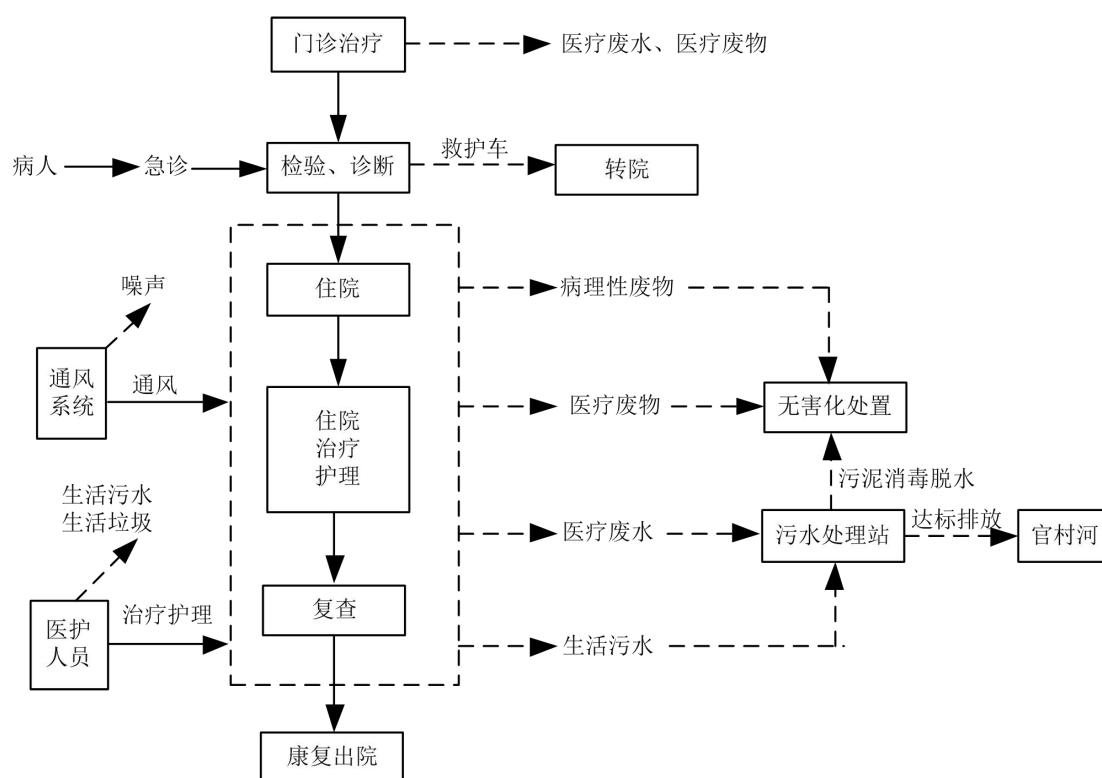 门诊治疗
医疗废水、医疗废物
病人
急诊
检验、诊断
救护车
转院
噪声
住院
病理性废物
通风
系统
通风
住院
治疗
护理
医疗废物
无害化处置
污泥消毒脱水
生活污水
生活垃圾
医疗废水
污水处理站
达标排放
官村河
医护
人员
治疗护理
复查
生活污水
康复出院